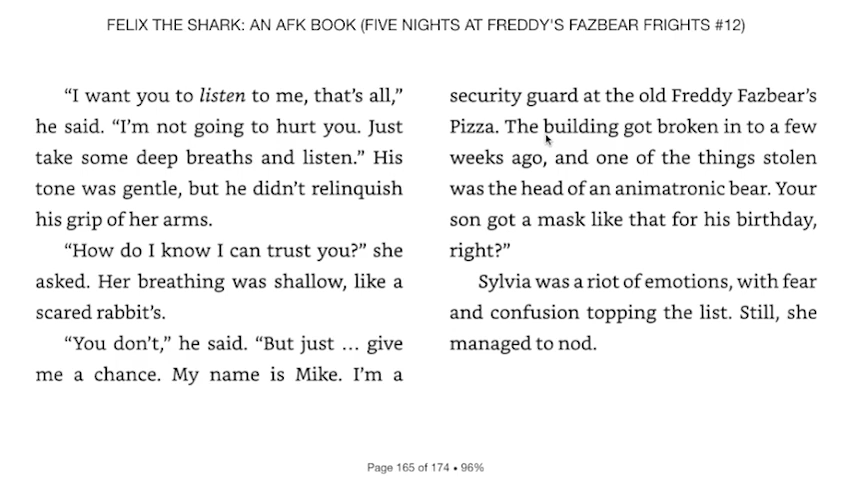 FELIX THE SHARK: AN AFK BOOK (FIVE NIGHTS AT FREDDY'S FAZBEAR FRIGHTS #12)
“I want you to listen to me, that’s all,”
he said. “I’m not going to hurt you. Just
take some deep breaths and listen.” His
tone was gentle, but he didn’t relinquish
his grip of her arms.
“How do I know I can trust you?” she
asked. Her breathing was shallow, like a
scared rabbit’s.
“You don’t,” he said. “But just … give
me a chance. My name is Mike. I’m a
security guard at the old Freddy Fazbear’s
Pizza. The building got broken in to a few
weeks ago, and one of the things stolen
was the head of an animatronic bear. Your
son got a mask like that for his birthday,
right?”
Sylvia was a riot of emotions, with fear
and confusion topping the list. Still, she
managed to nod.
Page 165 of 174 • 96%